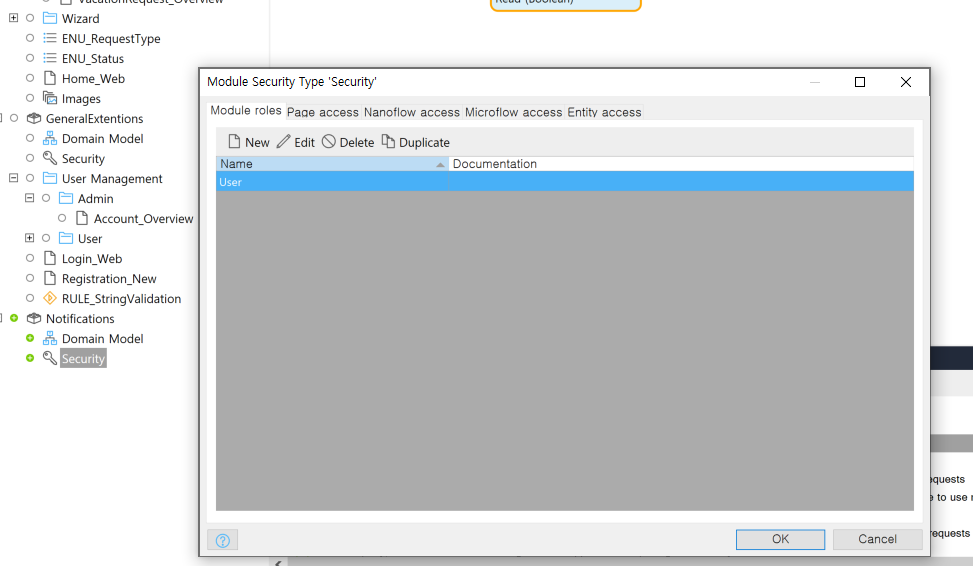 VacationRequest_Overview
Read (Boolean)
Wizard
ENU_RequestType
ENU_Status
Home_Web
Images
GeneralExtentions
Domain Model
Security
User Management
Admin
Account_Overview
User
Login_Web
Registration_New
RULE_StringValidation
Notifications
Domain Model
Security
Module Security Type 'Security'
Module roles Page access Nanoflow access Microflow access Entity access
New Edit Delete Duplicate
Name Documentation
User
OK Cancel
equests
e to use
requests